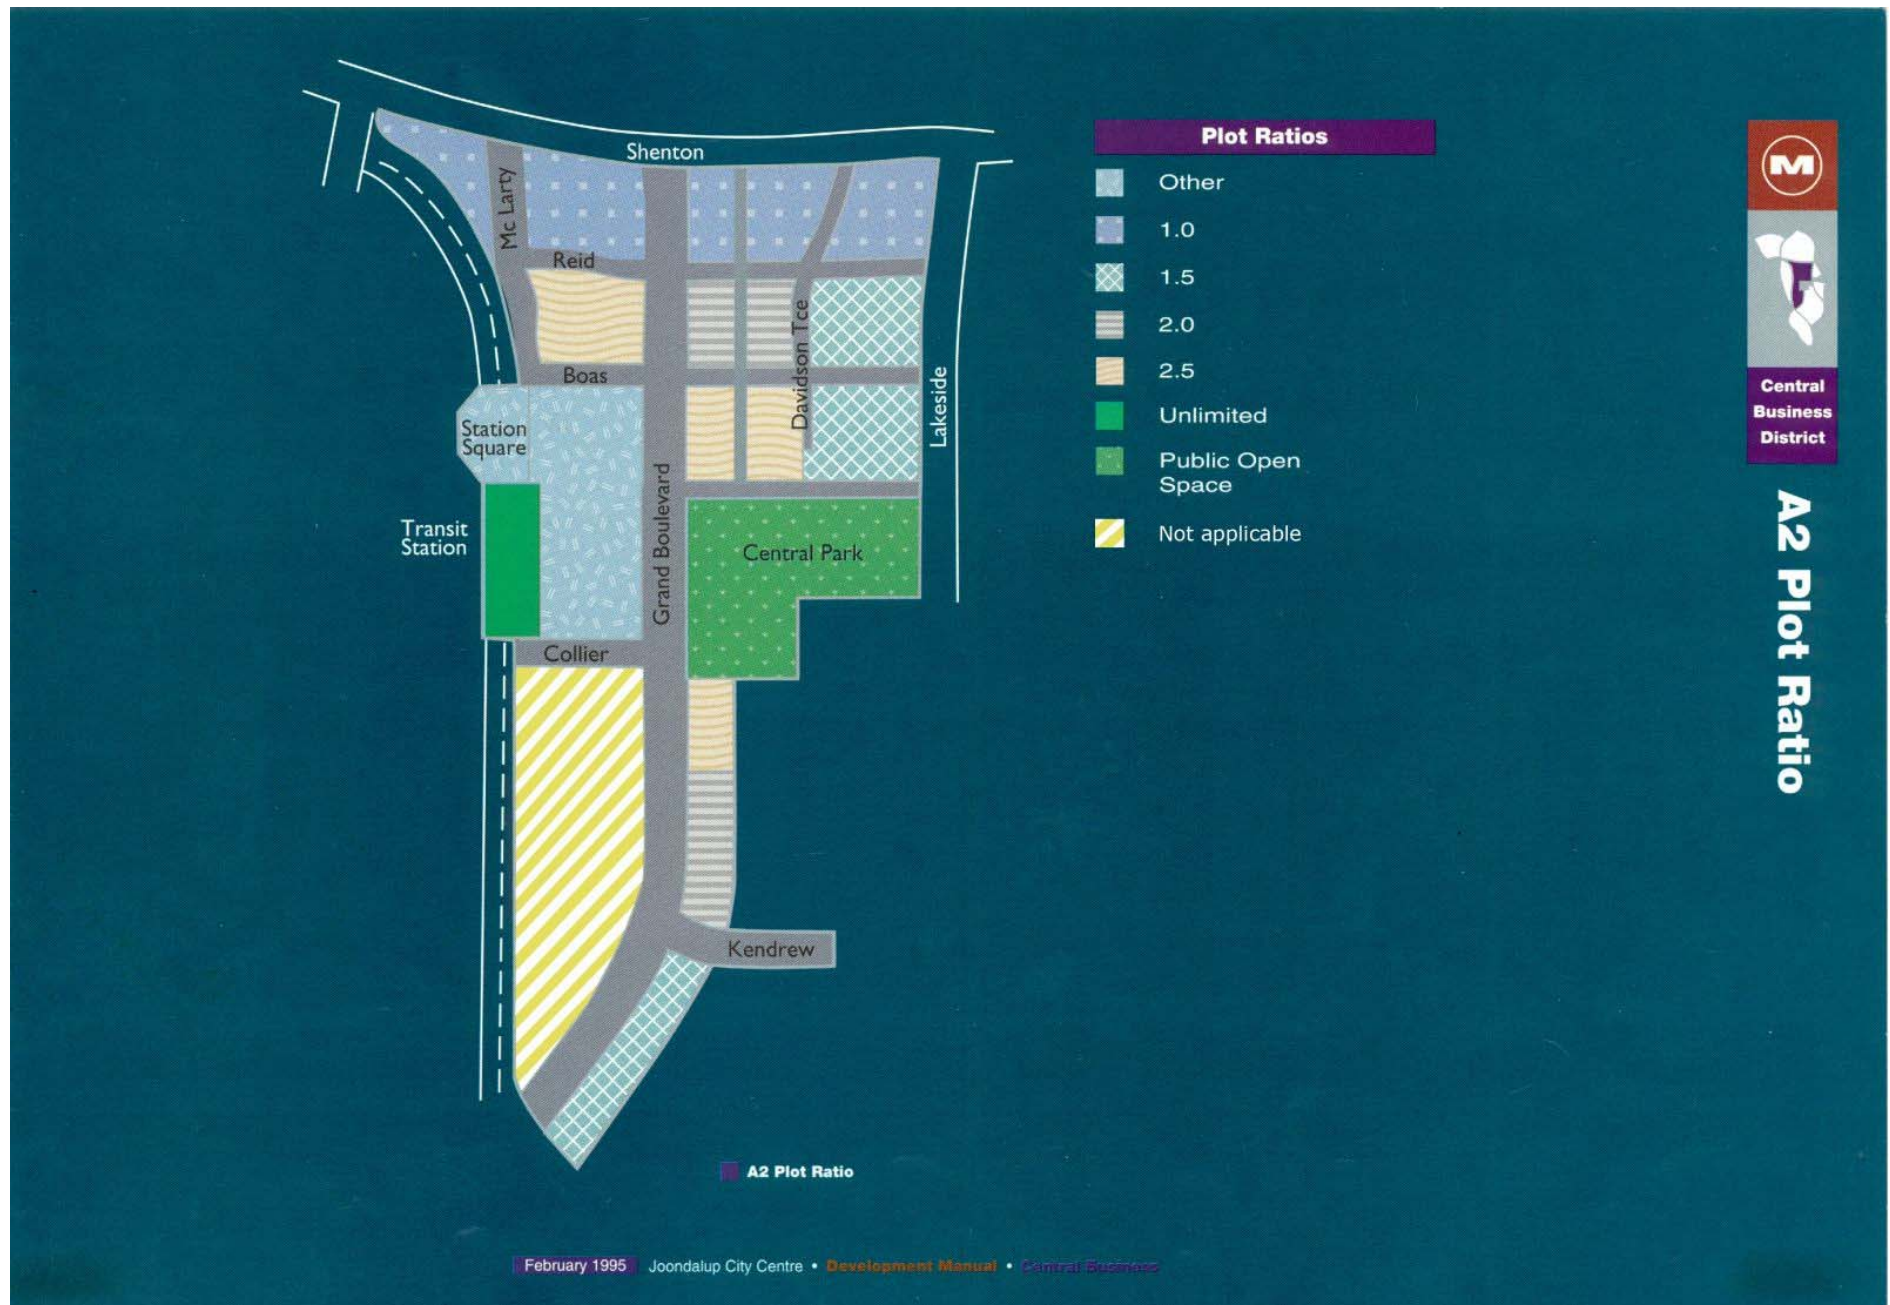 Shenton
Mc Larty
Reid
Boas
Davidson Tce
Lakeside
Station
Square
Grand Boulevard
Transit
Station
Central Park
Collier
Kendrew
Plot Ratios
Other
1.0
1.5
2.0
2.5
Unlimited
Public Open
Space
Not applicable
M
Central
Business
District
A2 Plot Ratio
A2 Plot Ratio
February 1995 Joondalup City Centre • Development Manual • Central Business